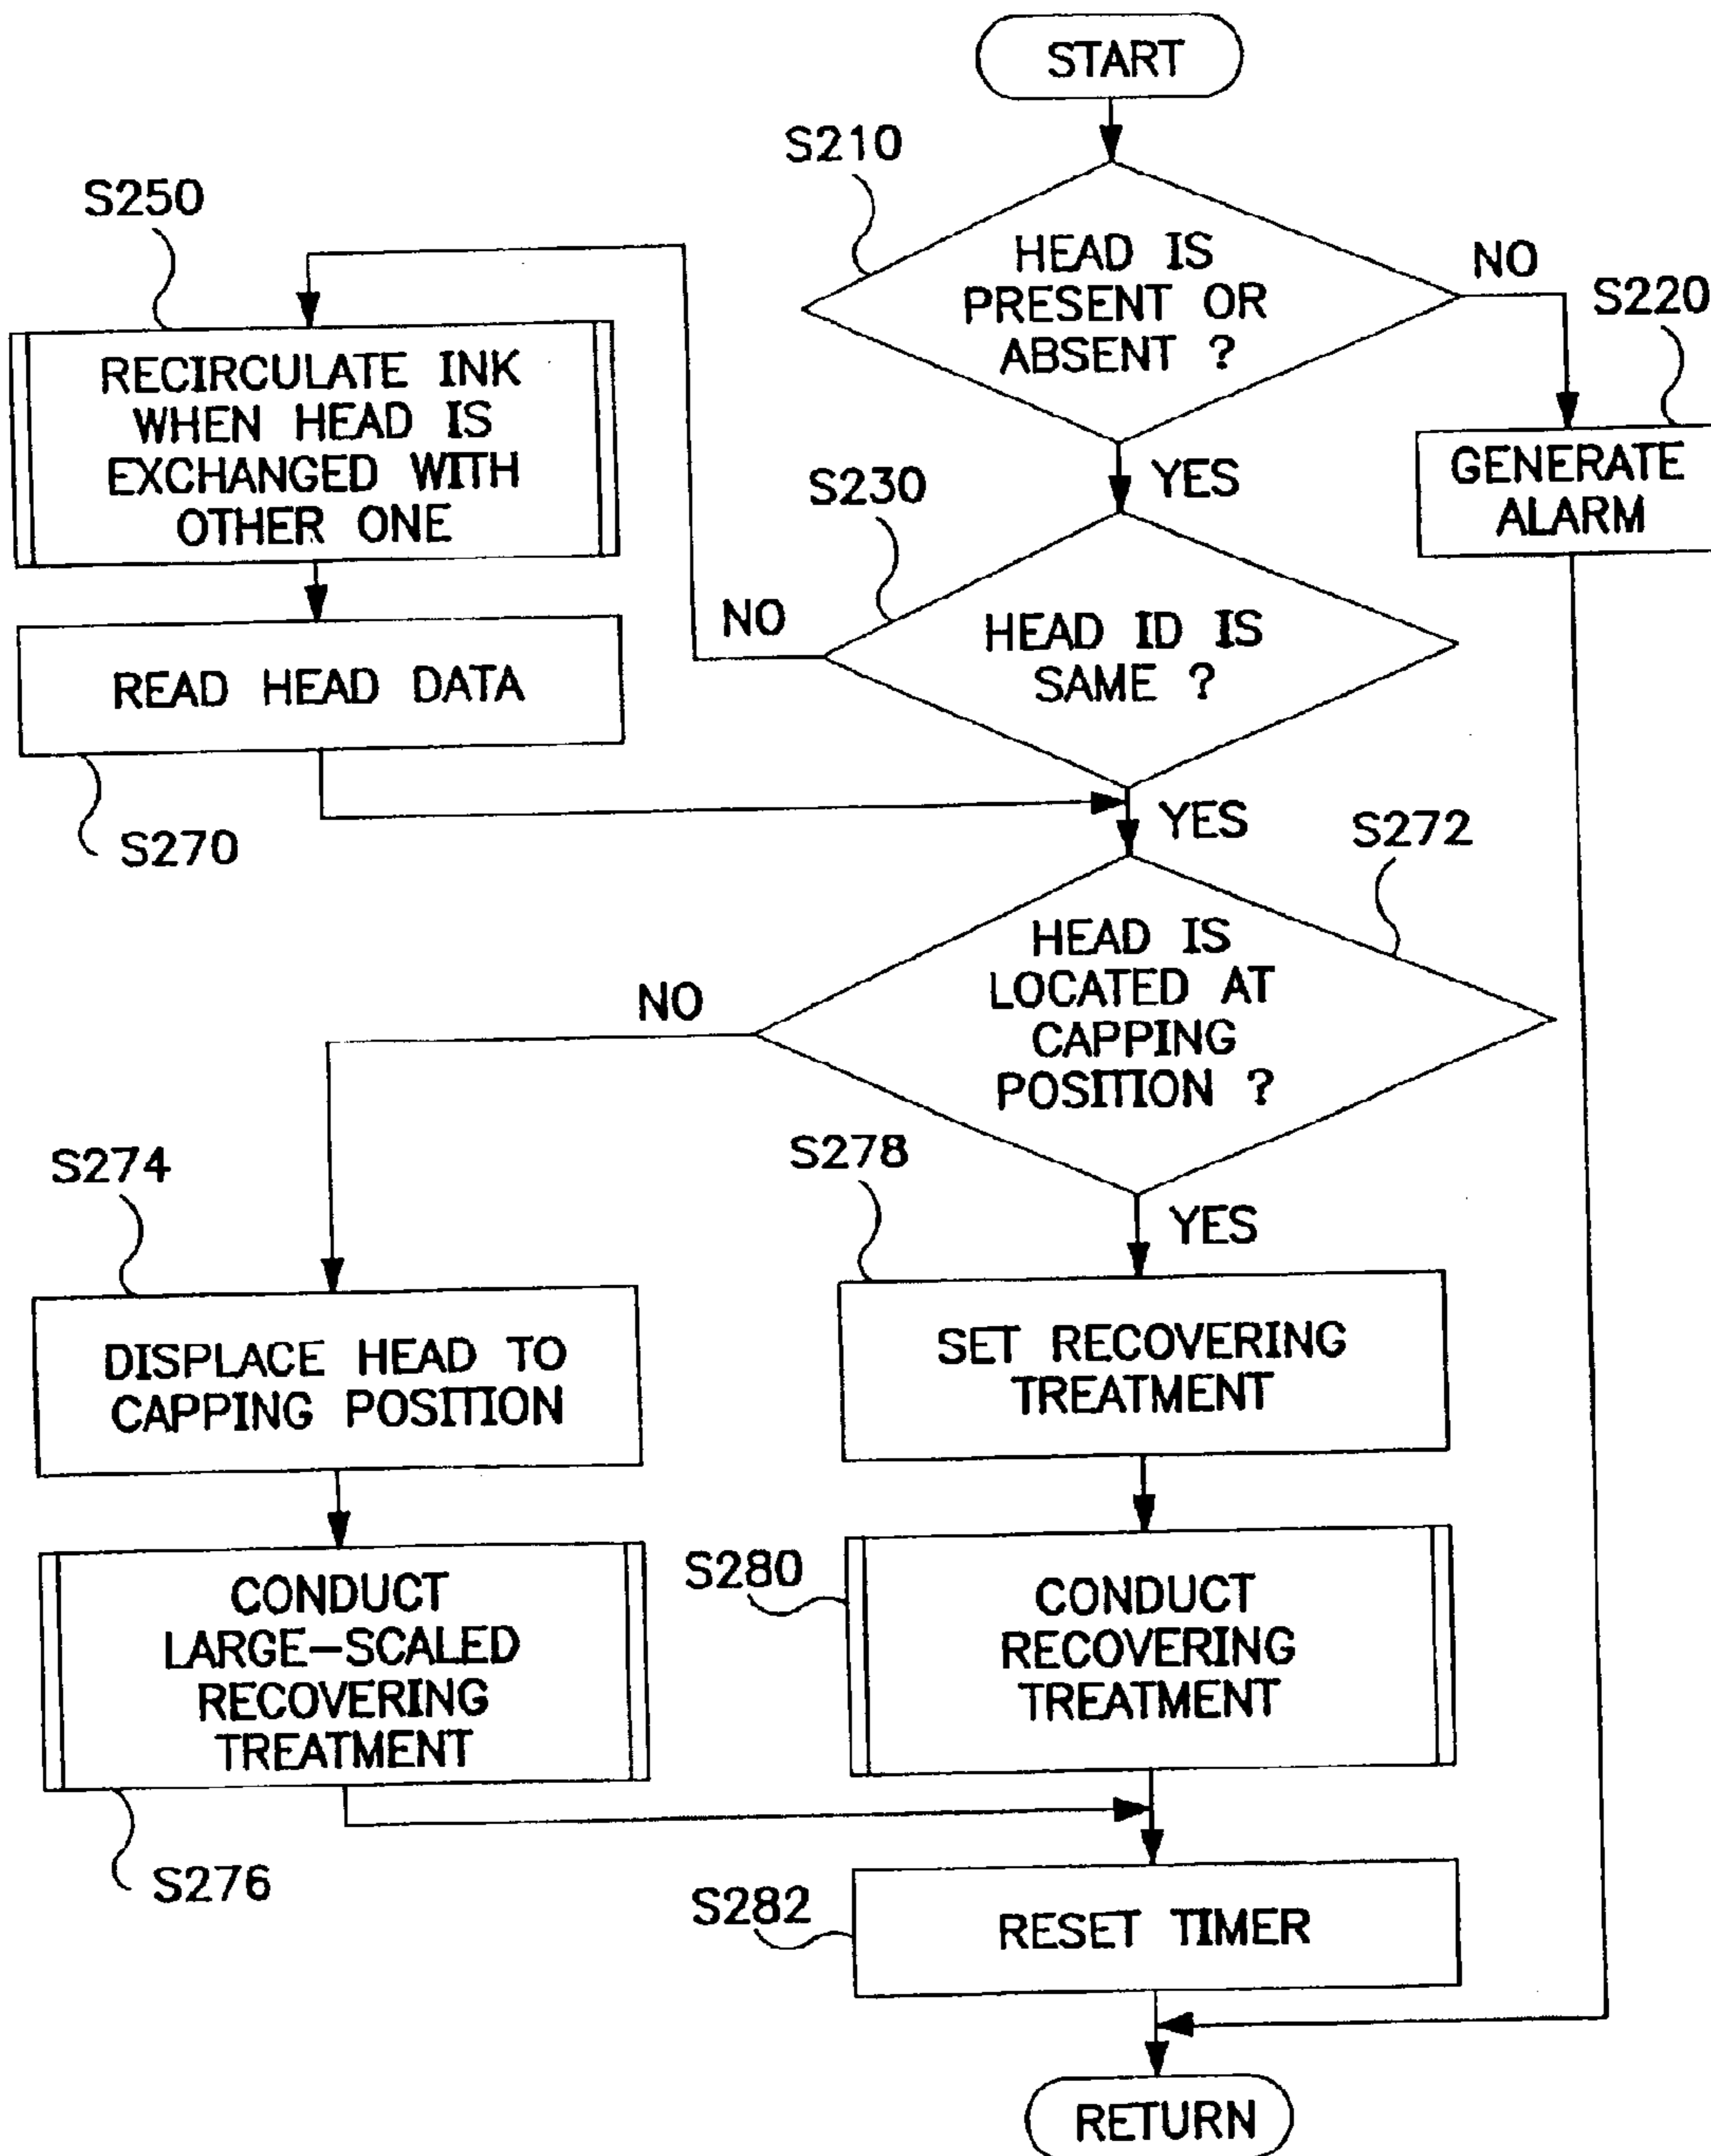 START
S210
HEAD IS
PRESENT OR
ABSENT ?
NO
S220
GENERATE
ALARM
YES
S250
RECIRCULATE INK
WHEN HEAD IS
EXCHANGED WITH
OTHER ONE
S230
HEAD ID IS
SAME ?
NO
READ HEAD DATA
S270
YES
S272
HEAD IS
LOCATED AT
CAPPING
POSITION ?
NO
S274
DISPLACE HEAD TO
CAPPING POSITION
YES
S278
SET RECOVERING
TREATMENT
CONDUCT
LARGE-SCALED
RECOVERING
TREATMENT
S276
S280
CONDUCT
RECOVERING
TREATMENT
S282
RESET TIMER
RETURN